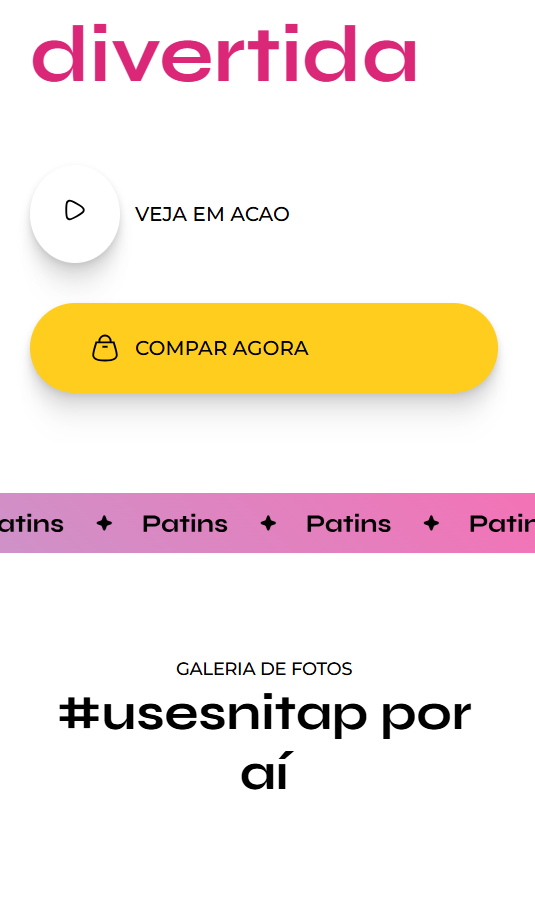 divertida
VEJA EM ACAO
COMPAR AGORA
atins ✦ Patins ✦ Patins ✦ Patin
GALERIA DE FOTOS
#usesnitap por
aí